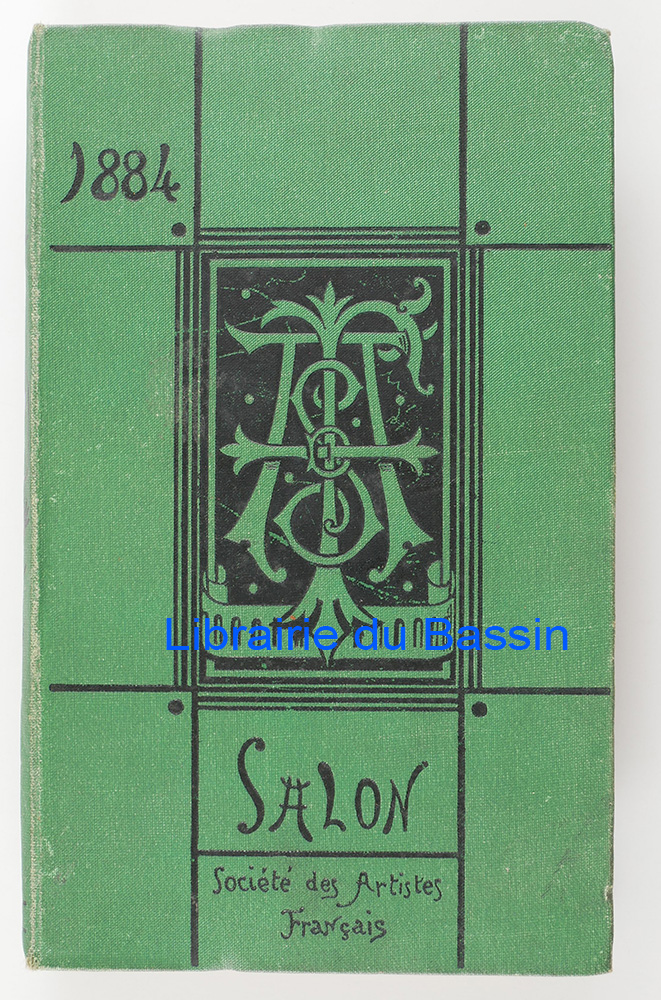 1884
Librairie du Bassin
SALON
Société des Artistes
Français